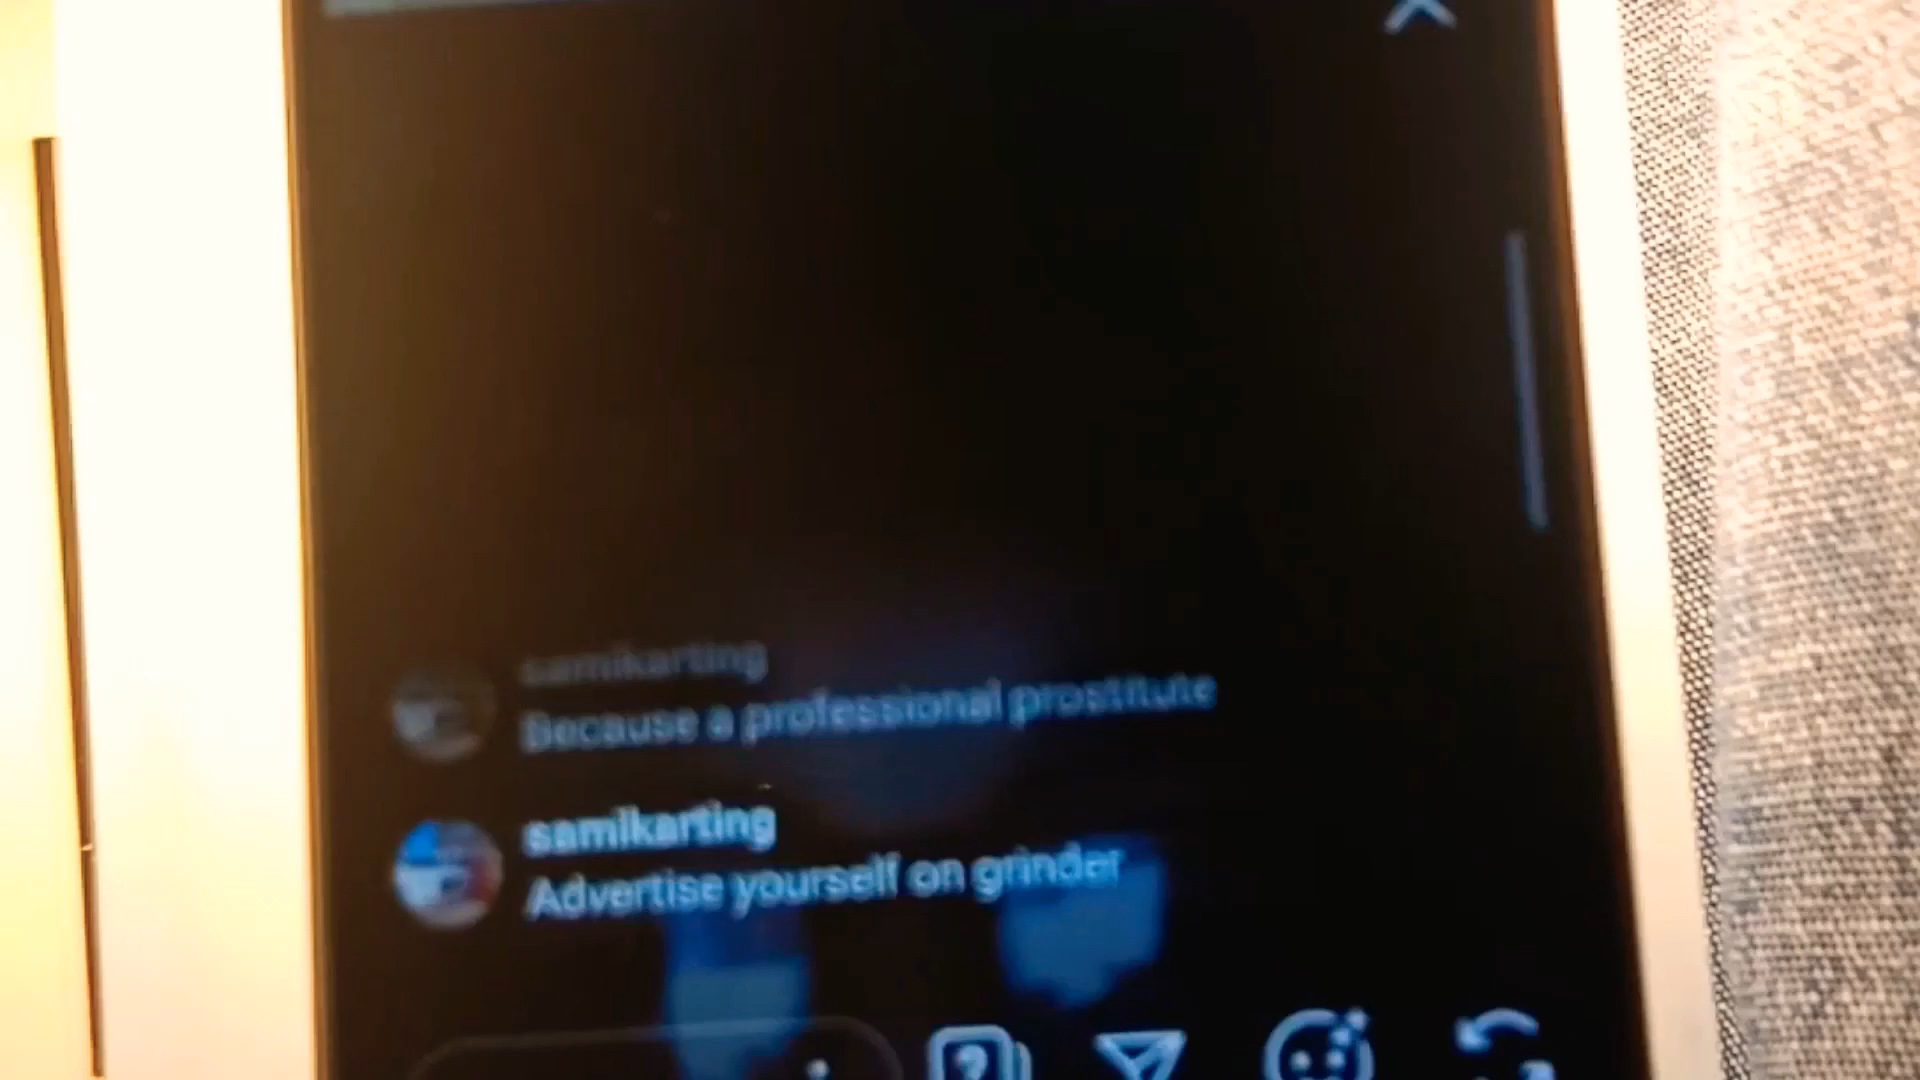 samikarting
Because a professional prostitute
samikarting
Advertise yourself on grinder
?